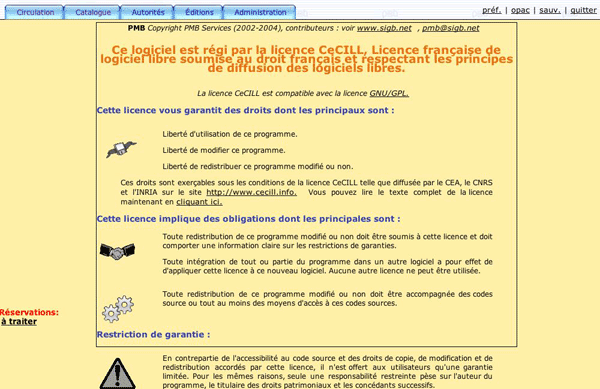 Circulation Catalogue Autorités Éditions Administration
préf. | opac | sauv. | quitter
PMB Copyright PMB Services (2002-2004), contributeurs : voir www.sigb.net , pmb@sigb.net
Ce logiciel est régi par la licence CeCILL, Licence française de
logiciel libre soumise au droit français et respectant les principes
de diffusion des logiciels libres.
La licence CeCILL est compatible avec la licence GNU/GPL.
Cette licence vous garantit des droits dont les principaux sont :
Liberté d'utilisation de ce programme.
Liberté de modifier ce programme.
Liberté de redistribuer ce programme modifié ou non.
Ces droits sont exerçables sous les conditions de la licence CeCILL telle que diffusée par le CEA, le CNRS
et l'INRIA sur le site http://www.cecill.info. Vous pouvez lire le texte complet de la licence
maintenant en cliquant ici.
Cette licence implique des obligations dont les principales sont :
Toute redistribution de ce programme modifié ou non doit être soumis à cette licence et doit
comporter une information claire sur les restrictions de garanties.
Toute intégration de tout ou partie du programme dans un autre logiciel a pour effet de
d'appliquer cette licence à ce nouveau logiciel. Aucune autre licence ne peut être utilisée.
Toute redistribution de ce programme modifié ou non doit être accompagnée des codes
source ou tout au moins des moyens d'accès à ces codes source.
Réservations:
à traiter
Restriction de garantie :
En contrepartie de l'accessibilité au code source et des droits de copie, de modification et de
redistribution accordés par cette licence, il n'est offert aux utilisateurs qu'une garantie
limitée. Pour les mêmes raisons, seule une responsabilité restreinte pèse sur l'auteur du
programme, le titulaire des droits patrimoniaux et les concédants successifs.